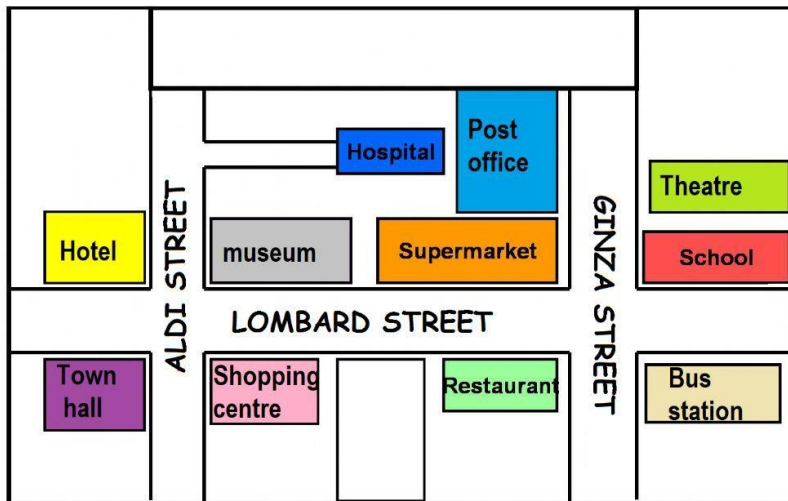 Post
office
Hospital
Theatre
Hotel
museum
Supermarket
School
ALDI STREET
GINZA STREET
LOMBARD STREET
Town
hall
Shopping
centre
Restaurant
Bus
station